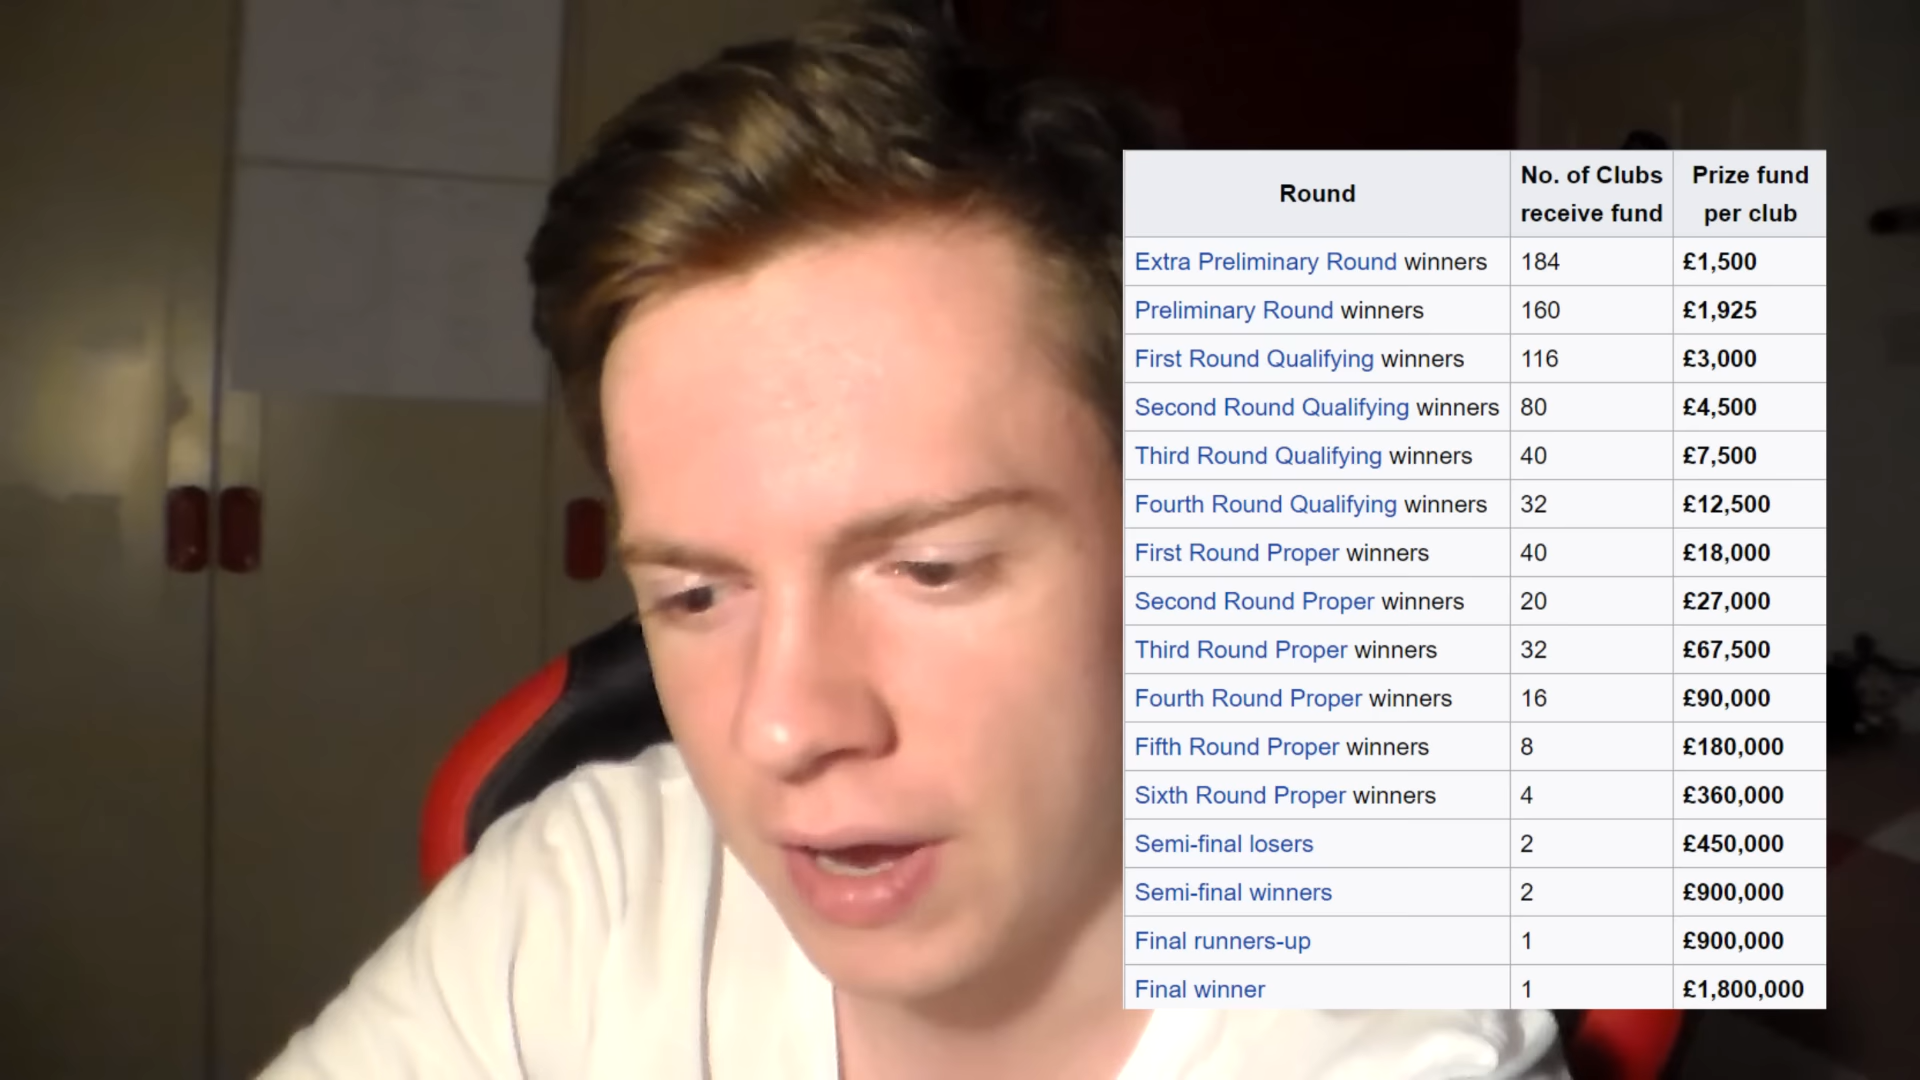 Round No. of Clubs receive fund Prize fund per club
Extra Preliminary Round winners 184 £1,500
Preliminary Round winners 160 £1,925
First Round Qualifying winners 116 £3,000
Second Round Qualifying winners 80 £4,500
Third Round Qualifying winners 40 £7,500
Fourth Round Qualifying winners 32 £12,500
First Round Proper winners 40 £18,000
Second Round Proper winners 20 £27,000
Third Round Proper winners 32 £67,500
Fourth Round Proper winners 16 £90,000
Fifth Round Proper winners 8 £180,000
Sixth Round Proper winners 4 £360,000
Semi-final losers 2 £450,000
Semi-final winners 2 £900,000
Final runners-up 1 £900,000
Final winner 1 £1,800,000